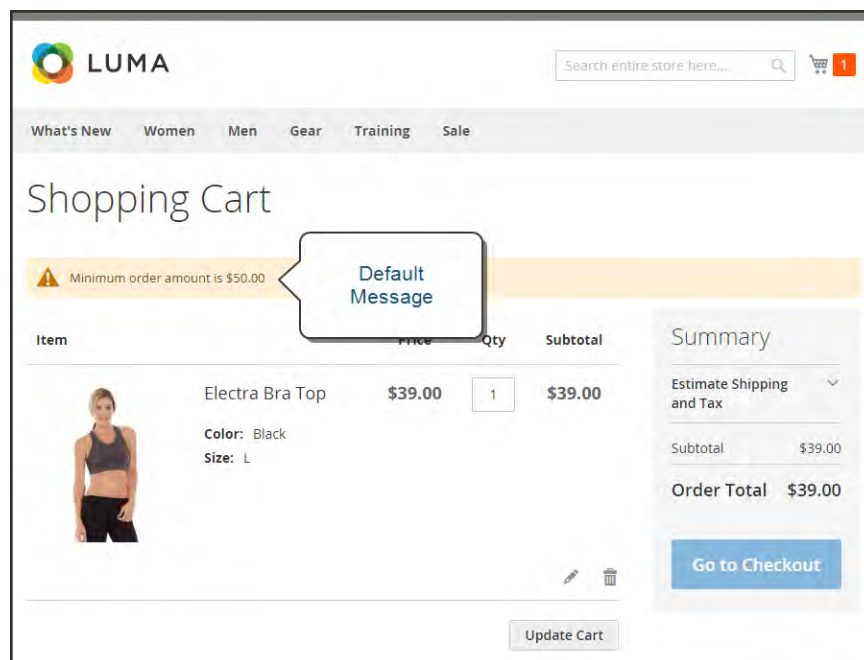 LUMA
Search entire store here...
1
What's New Women Men Gear Training Sale
Shopping Cart
Minimum order amount is $50.00
Default
Message
Item Price Qty Subtotal
Electra Bra Top $39.00 1 $39.00
Color: Black
Size: L
Summary
Estimate Shipping
and Tax
Subtotal $39.00
Order Total $39.00
Go to Checkout
Update Cart